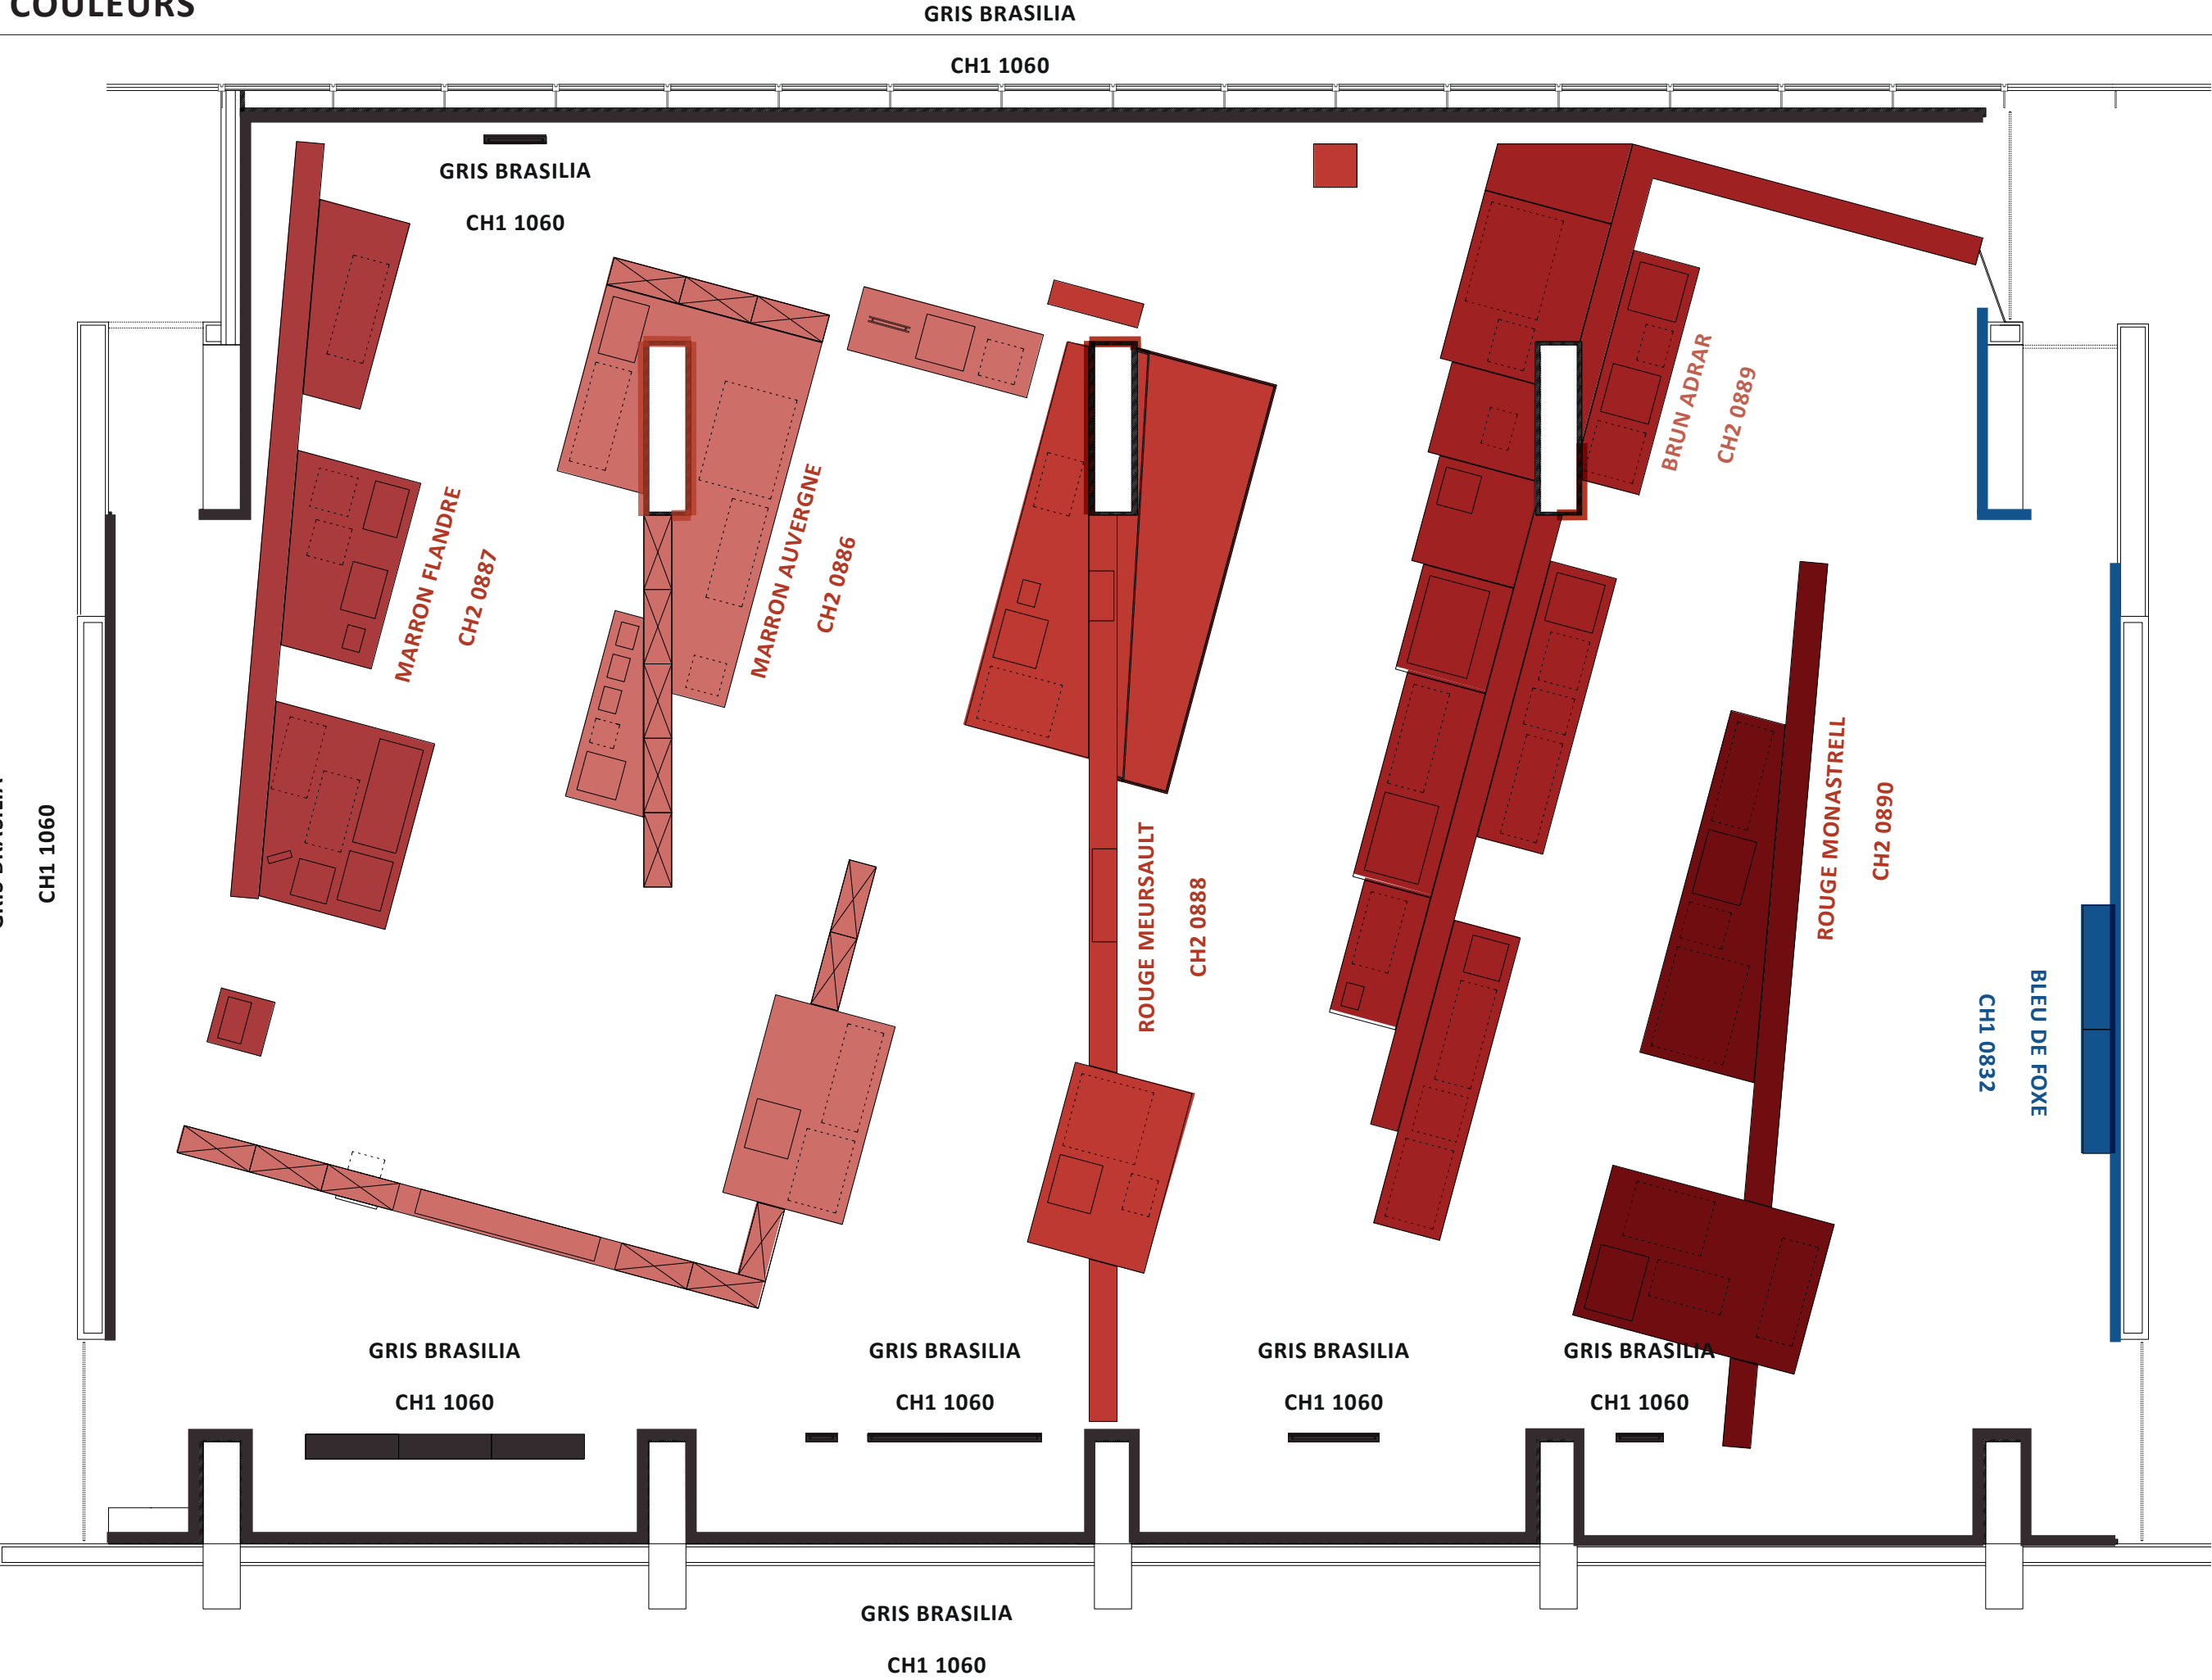 COULEURS
GRIS BRASILIA
CH1 1060
GRIS BRASILIA
CH1 1060
MARRON FLANDRE
CH2 0887
MARRON AUVERGNE
CH2 0886
BRUN ADRAR
CH2 0889
ROUGE MEURSAULT
CH2 0888
ROUGE MONASTRELL
CH2 0890
BLEU DE FOXE
CH1 0832
CH1 1060
GRIS BRASILIA
CH1 1060
GRIS BRASILIA
CH1 1060
GRIS BRASILIA
CH1 1060
GRIS BRASILIA
CH1 1060
GRIS BRASILIA
CH1 1060